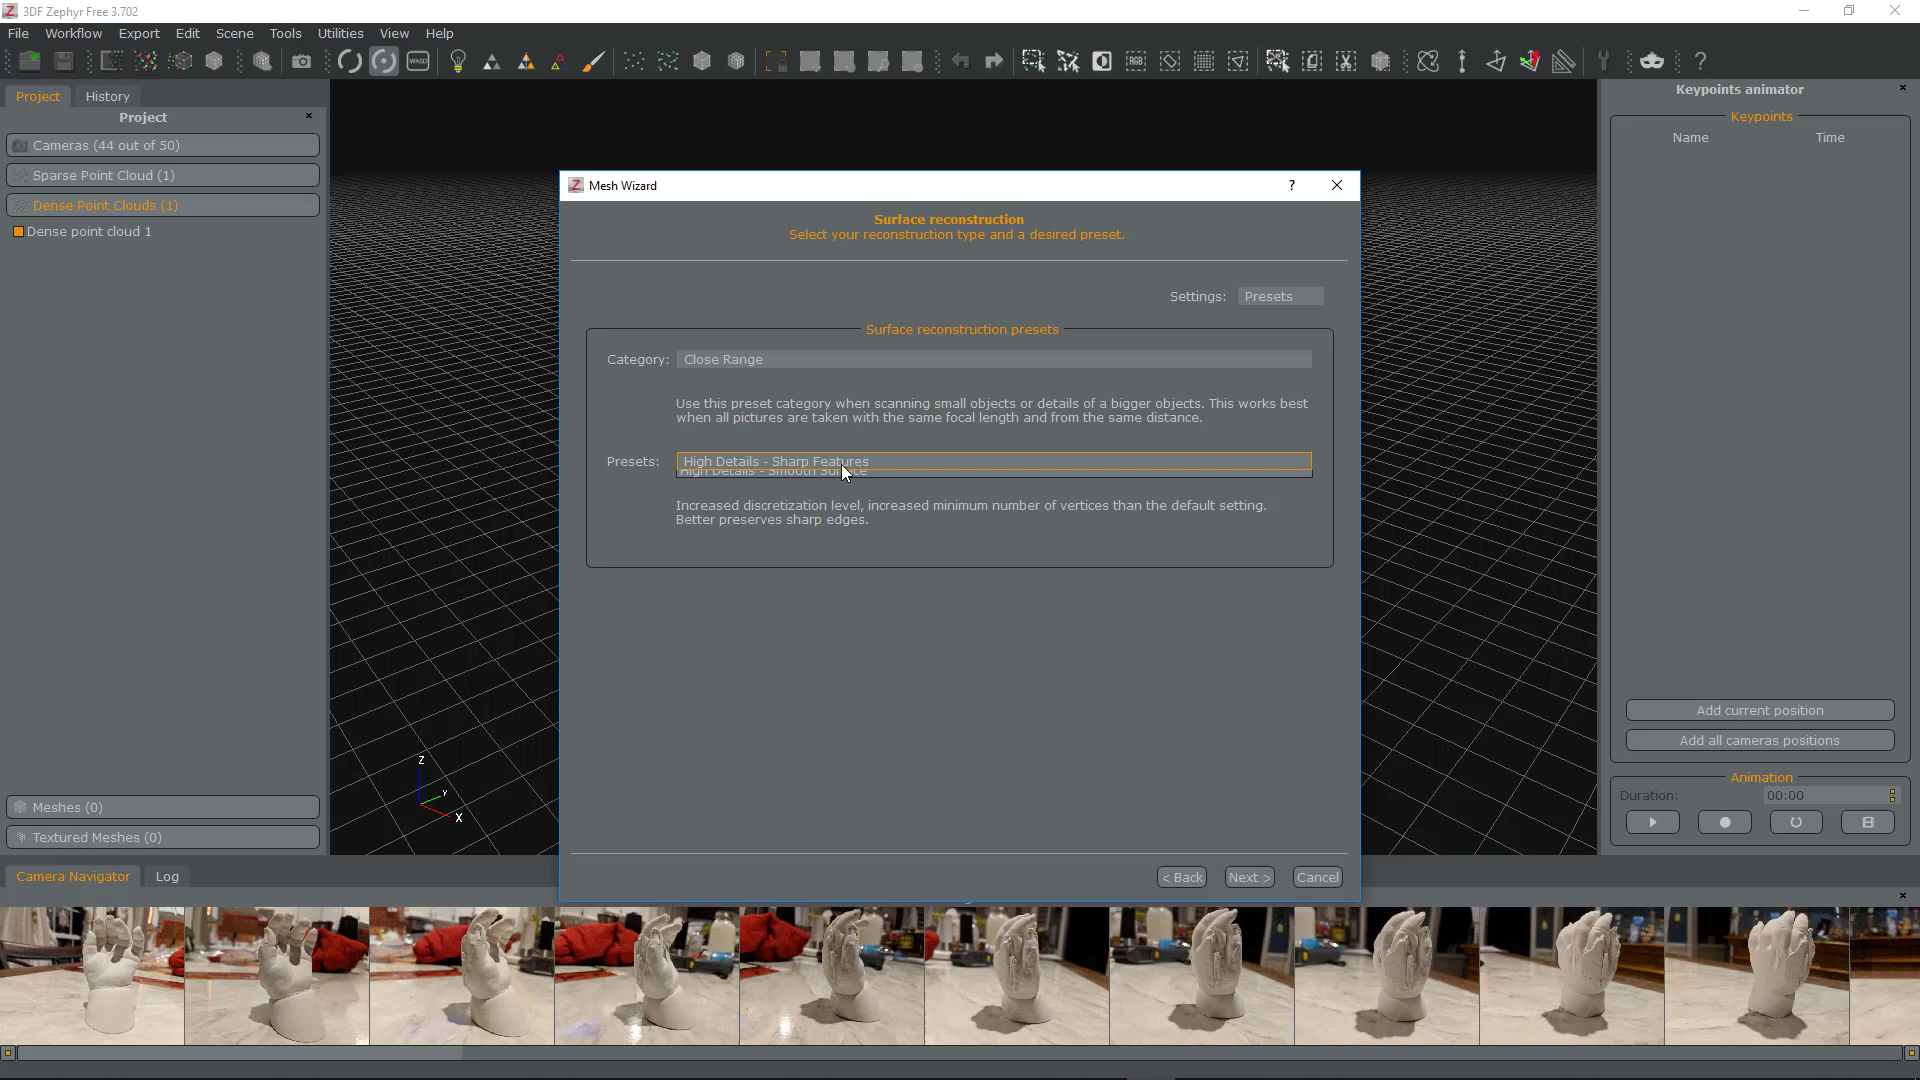 3DF Zephyr Free 3.702
File Workflow Export Edit Scene Tools Utilities View Help
WASD
RGB
Project History
Project
Cameras (44 out of 50)
Sparse Point Cloud (1)
Dense Point Clouds (1)
Dense point cloud 1
Meshes (0)
Textured Meshes (0)
Z
Y
X
Mesh Wizard
Surface reconstruction
Select your reconstruction type and a desired preset.
Settings: Presets
Surface reconstruction presets
Category: Close Range
Use this preset category when scanning small objects or details of a bigger objects. This works best
when all pictures are taken with the same focal length and from the same distance.
Presets: High Details - Sharp Features
High Details - Smooth Surface
Increased discretization level, increased minimum number of vertices than the default setting.
Better preserves sharp edges.
< Back Next > Cancel
Keypoints animator
Keypoints
Name Time
Add current position
Add all cameras positions
Animation
Duration: 00:00
Camera Navigator Log